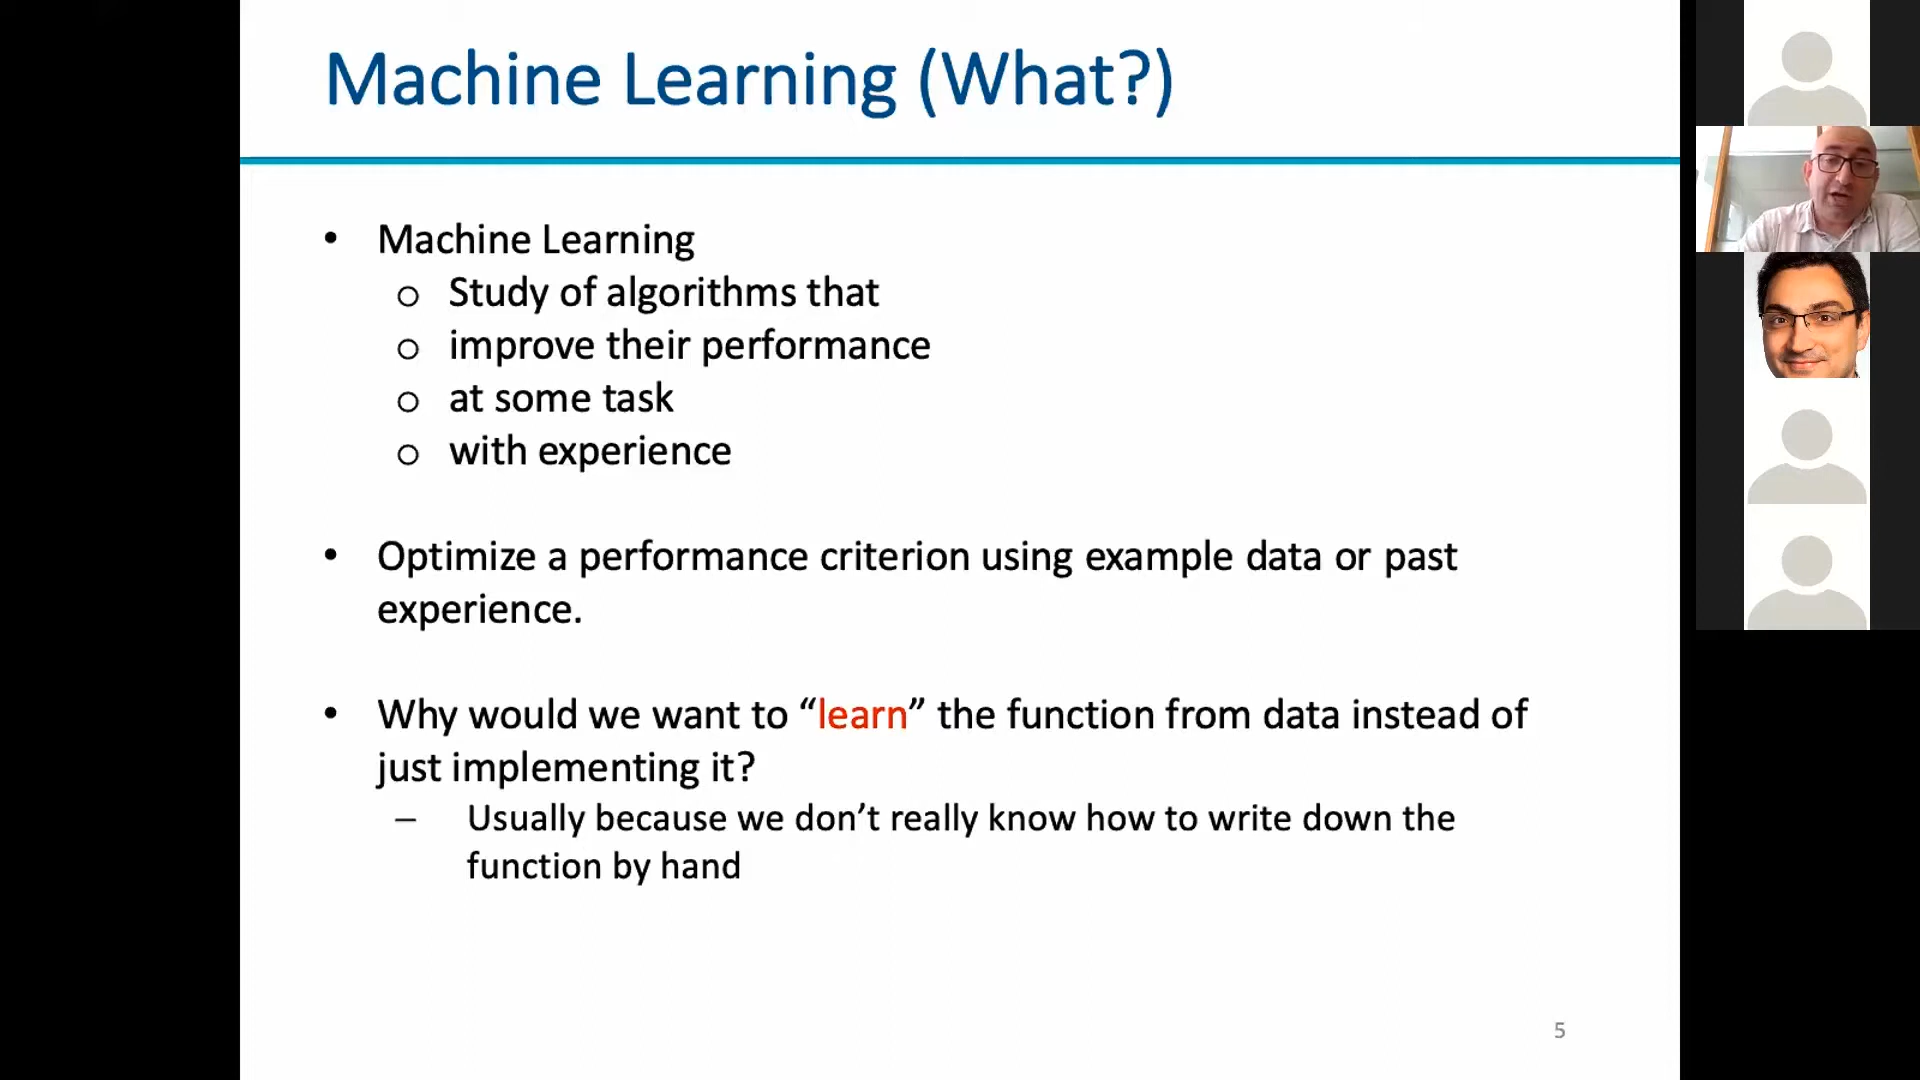 Machine Learning (What?)
• Machine Learning
o Study of algorithms that
o improve their performance
o at some task
o with experience
• Optimize a performance criterion using example data or past
experience.
• Why would we want to “learn” the function from data instead of
just implementing it?
– Usually because we don’t really know how to write down the
function by hand
5